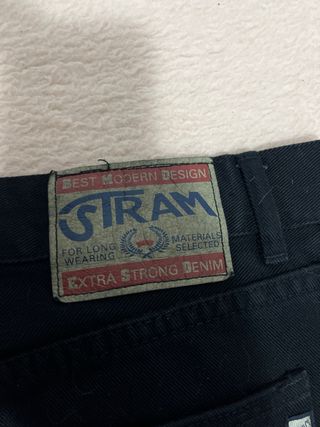 BEST MODERN DESIGN
STRAM
FOR LONG WEARING
MATERIALS SELECTED
EXTRA STRONG DENIM